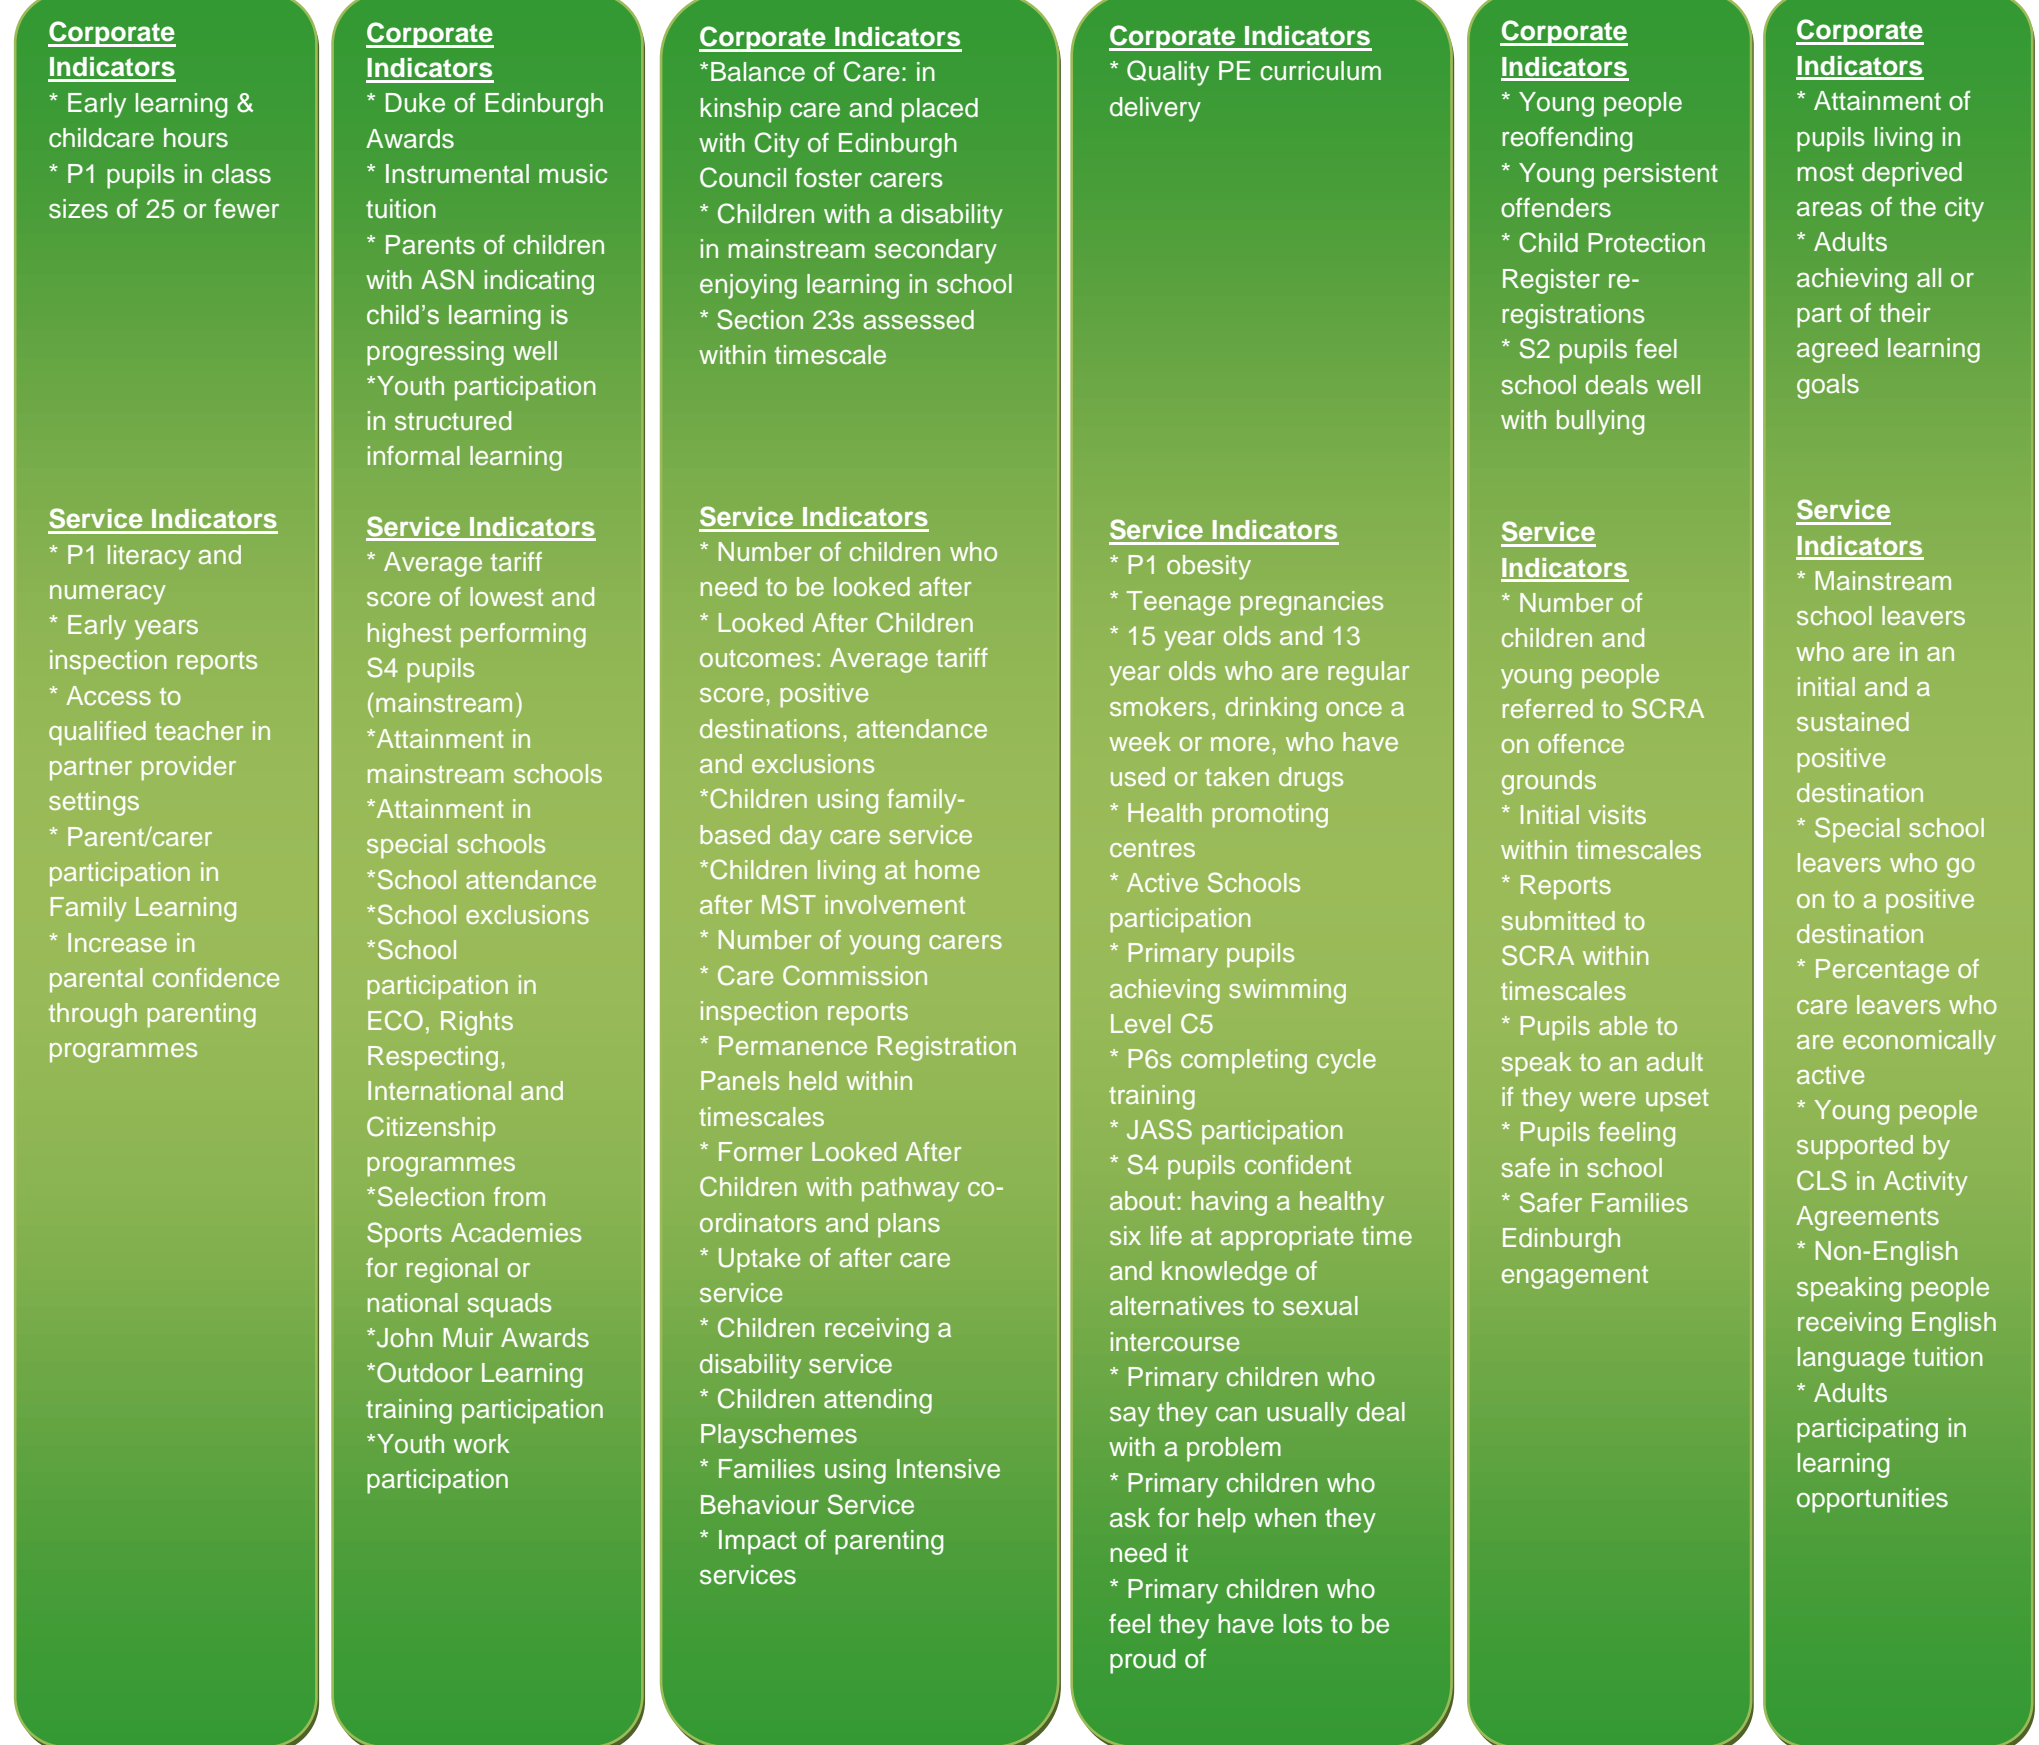 Corporate
Indicators
* Early learning &
childcare hours
* P1 pupils in class
sizes of 25 or fewer
Service Indicators
* P1 literacy and
numeracy
* Early years
inspection reports
* Access to
qualified teacher in
partner provider
settings
* Parent/carer
participation in
Family Learning
* Increase in
parental confidence
through parenting
programmes
Corporate
Indicators
* Duke of Edinburgh
Awards
* Instrumental music
tuition
* Parents of children
with ASN indicating
child’s learning is
progressing well
*Youth participation
in structured
informal learning
Service Indicators
* Average tariff
score of lowest and
highest performing
S4 pupils
(mainstream)
*Attainment in
mainstream schools
*Attainment in
special schools
*School attendance
*School exclusions
*School
participation in
ECO, Rights
Respecting,
International and
Citizenship
programmes
*Selection from
Sports Academies
for regional or
national squads
*John Muir Awards
*Outdoor Learning
training participation
*Youth work
participation
Corporate Indicators
*Balance of Care: in
kinship care and placed
with City of Edinburgh
Council foster carers
* Children with a disability
in mainstream secondary
enjoying learning in school
* Section 23s assessed
within timescale
Service Indicators
* Number of children who
need to be looked after
* Looked After Children
outcomes: Average tariff
score, positive
destinations, attendance
and exclusions
*Children using family-
based day care service
*Children living at home
after MST involvement
* Number of young carers
* Care Commission
inspection reports
* Permanence Registration
Panels held within
timescales
* Former Looked After
Children with pathway co-
ordinators and plans
* Uptake of after care
service
* Children receiving a
disability service
* Children attending
Playschemes
* Families using Intensive
Behaviour Service
* Impact of parenting
services
Corporate Indicators
* Quality PE curriculum
delivery
Service Indicators
* P1 obesity
* Teenage pregnancies
* 15 year olds and 13
year olds who are regular
smokers, drinking once a
week or more, who have
used or taken drugs
* Health promoting
centres
* Active Schools
participation
* Primary pupils
achieving swimming
Level C5
* P6s completing cycle
training
* JASS participation
* S4 pupils confident
about: having a healthy
six life at appropriate time
and knowledge of
alternatives to sexual
intercourse
* Primary children who
say they can usually deal
with a problem
* Primary children who
ask for help when they
need it
* Primary children who
feel they have lots to be
proud of
Corporate
Indicators
* Young people
reoffending
* Young persistent
offenders
* Child Protection
Register re-
registrations
* S2 pupils feel
school deals well
with bullying
Service
Indicators
* Number of
children and
young people
referred to SCRA
on offence
grounds
* Initial visits
within timescales
* Reports
submitted to
SCRA within
timescales
* Pupils able to
speak to an adult
if they were upset
* Pupils feeling
safe in school
* Safer Families
Edinburgh
engagement
Corporate
Indicators
* Attainment of
pupils living in
most deprived
areas of the city
* Adults
achieving all or
part of their
agreed learning
goals
Service
Indicators
* Mainstream
school leavers
who are in an
initial and a
sustained
positive
destination
* Special school
leavers who go
on to a positive
destination
* Percentage of
care leavers who
are economically
active
* Young people
supported by
CLS in Activity
Agreements
* Non-English
speaking people
receiving English
language tuition
* Adults
participating in
learning
opportunities